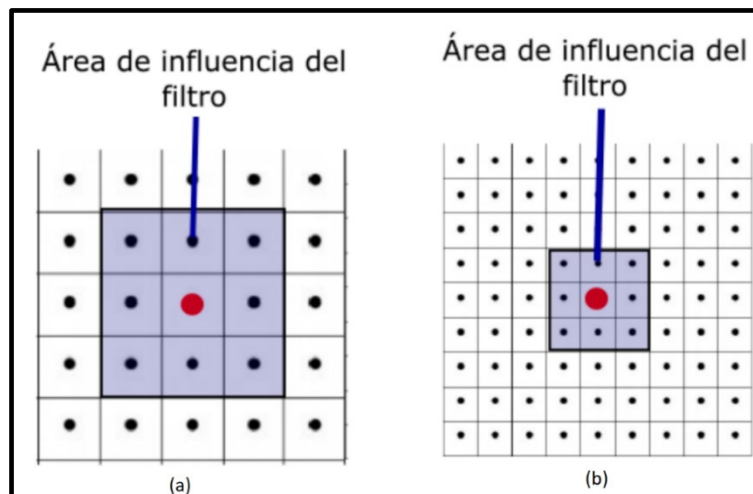 Área de influencia del
filtro
Área de influencia del
filtro
(a)
(b)